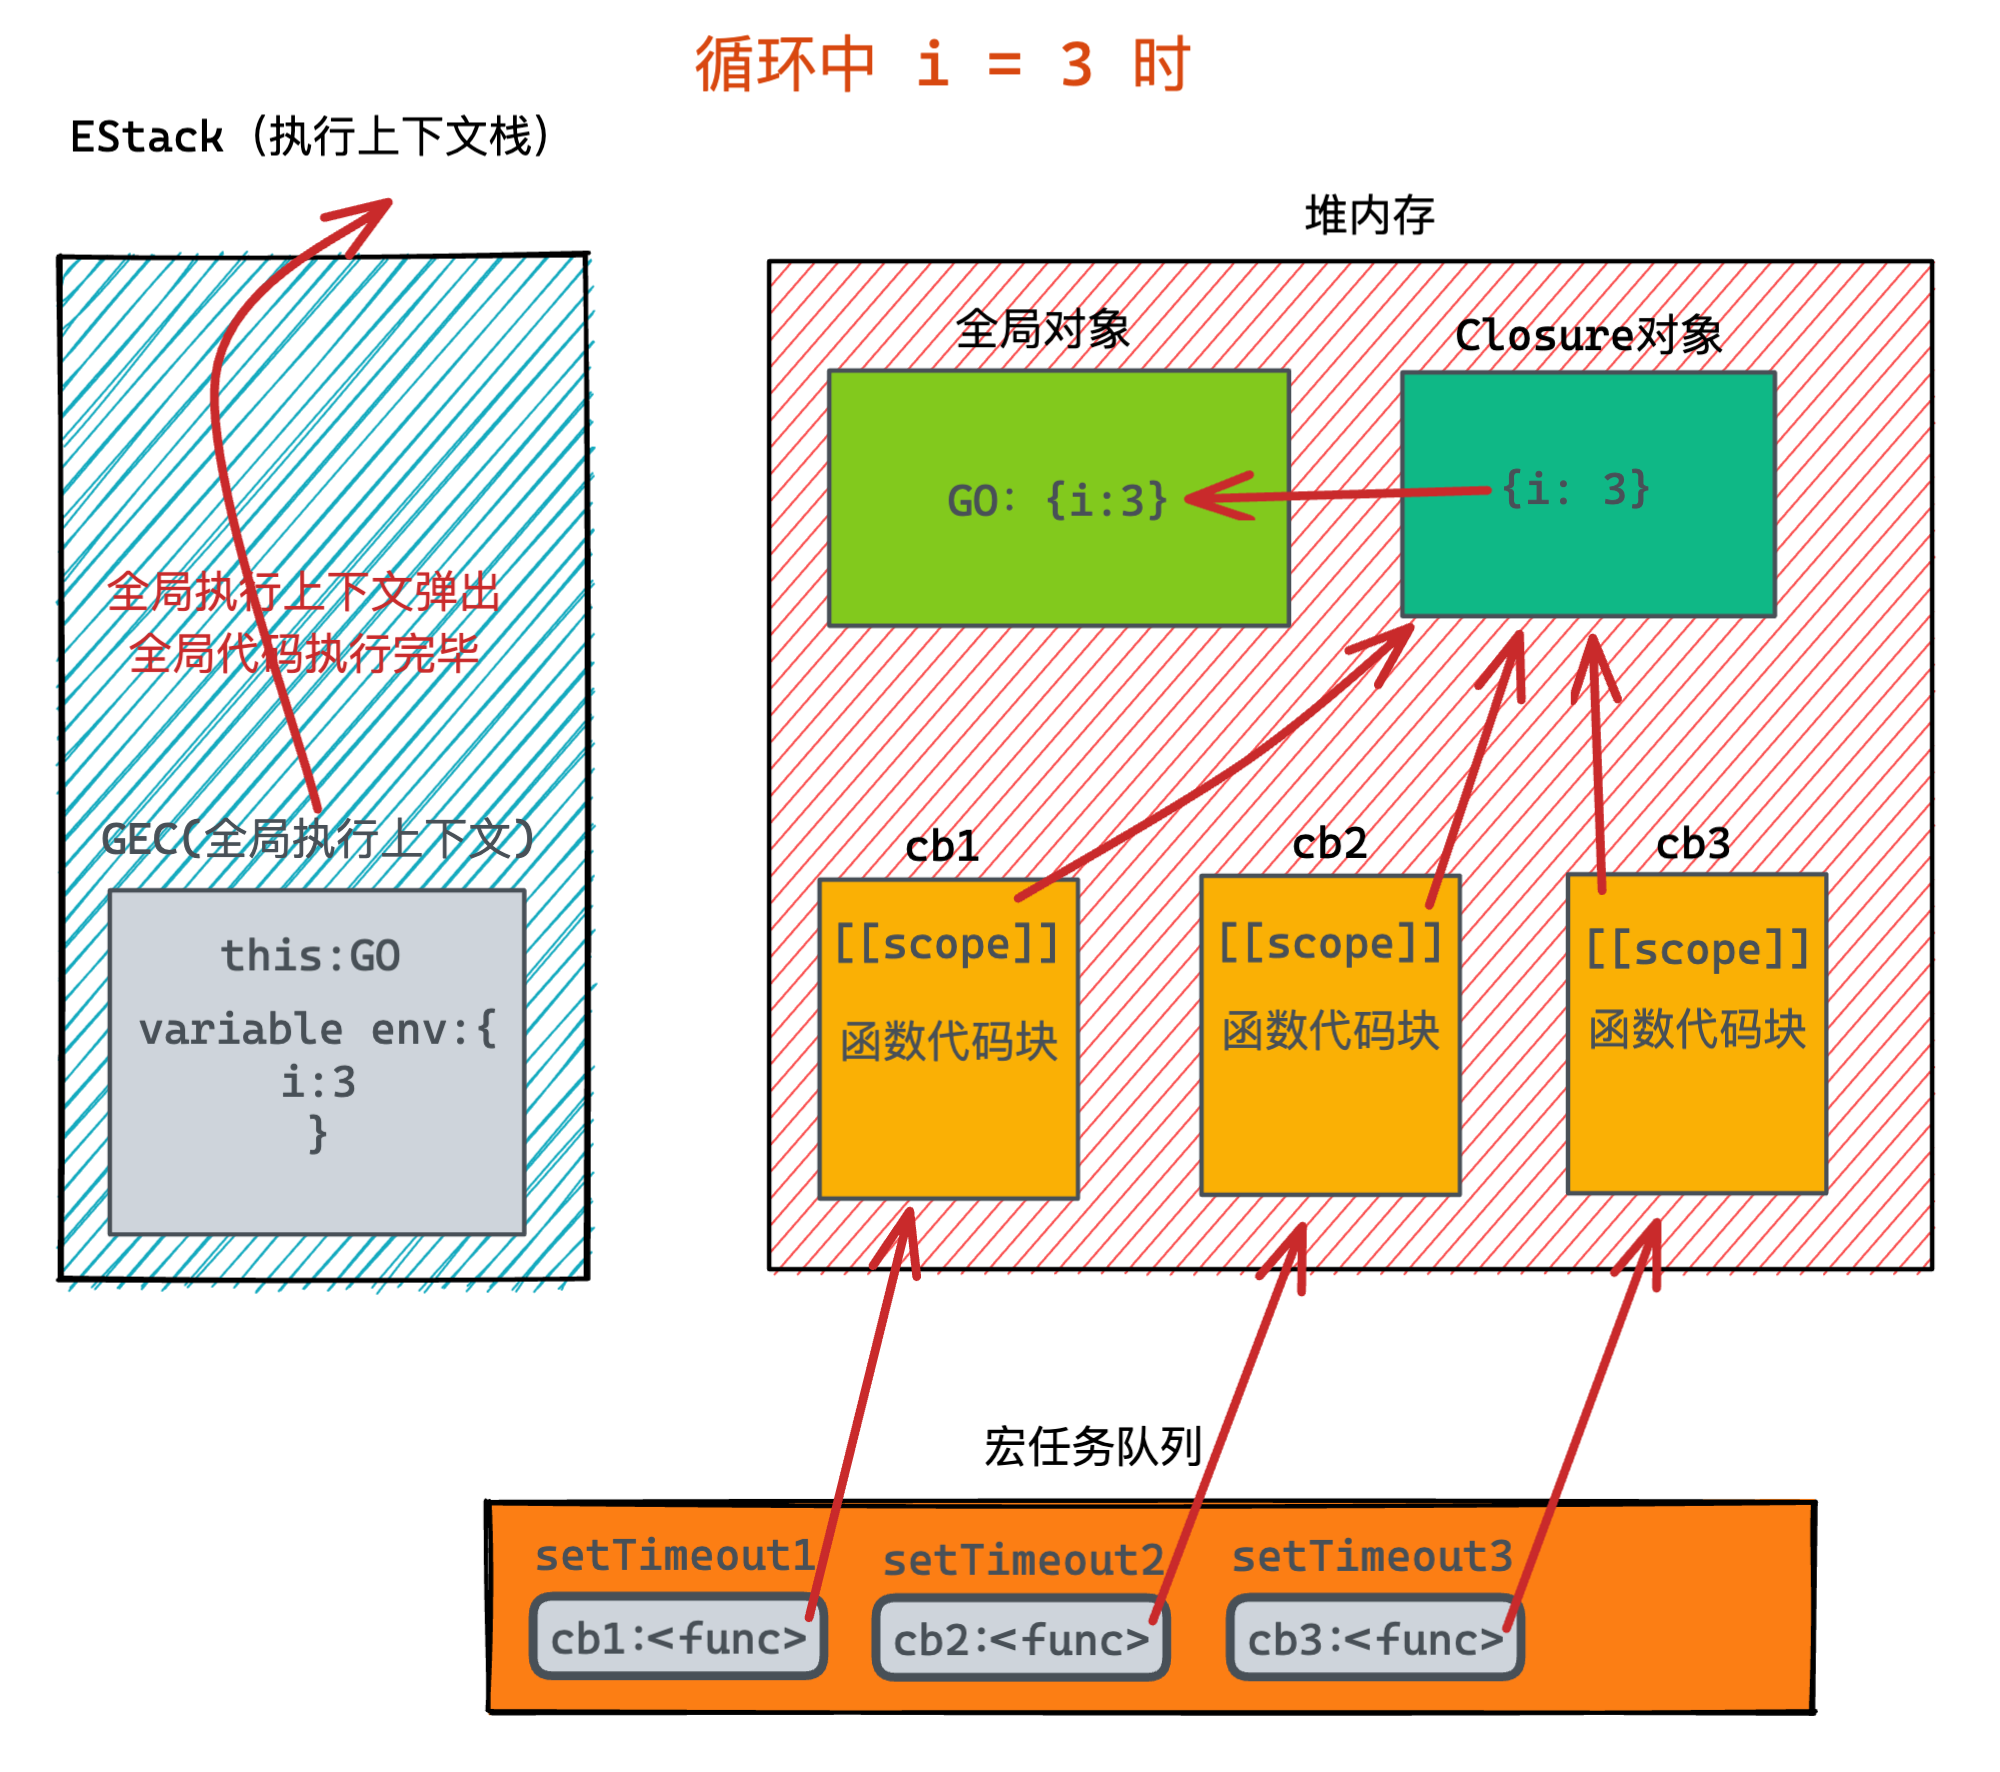 循环中 i = 3 时
EStack（执行上下文栈）
全局执行上下文弹出
全局代码执行完毕
GEC(全局执行上下文)
this:GO
variable env:{
i:3
}
堆内存
全局对象
GO: {i:3}
Closure对象
{i: 3}
cb1
[[scope]]
函数代码块
cb2
[[scope]]
函数代码块
cb3
[[scope]]
函数代码块
宏任务队列
setTimeout1
cb1:<func>
setTimeout2
cb2:<func>
setTimeout3
cb3:<func>